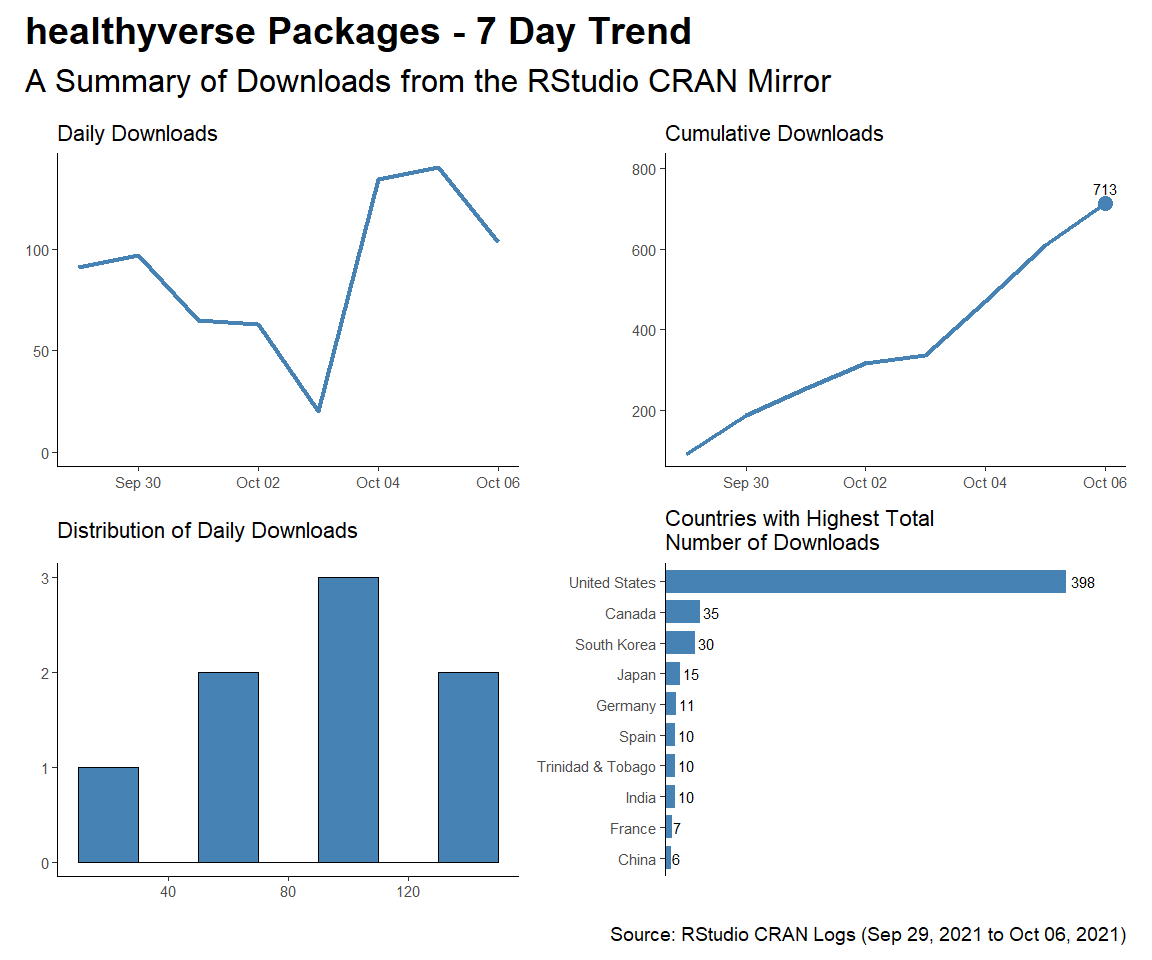 healthyverse Packages - 7 Day Trend
A Summary of Downloads from the RStudio CRAN Mirror
Daily Downloads
100
50
0
Sep 30 Oct 02 Oct 04 Oct 06
Cumulative Downloads
800
600
400
200
713
Sep 30 Oct 02 Oct 04 Oct 06
Distribution of Daily Downloads
3
2
1
0
40 80 120
Countries with Highest Total
Number of Downloads
United States 398
Canada 35
South Korea 30
Japan 15
Germany 11
Spain 10
Trinidad & Tobago 10
India 10
France 7
China 6
Source: RStudio CRAN Logs (Sep 29, 2021 to Oct 06, 2021)